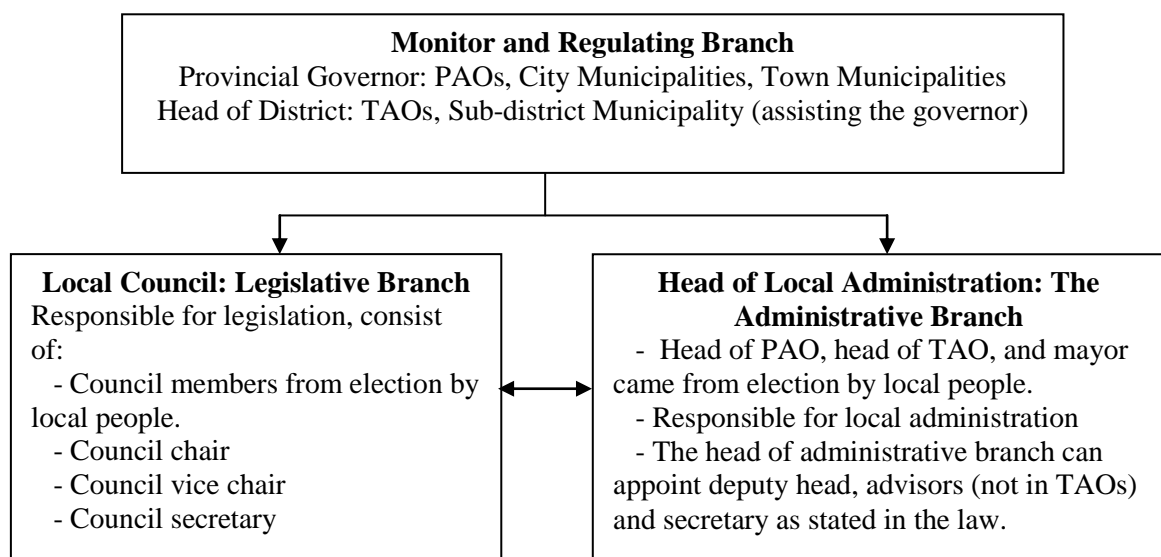 Monitor and Regulating Branch
Provincial Governor: PAOs, City Municipalities, Town Municipalities
Head of District: TAOs, Sub-district Municipality (assisting the governor)
Local Council: Legislative Branch
Responsible for legislation, consist
of:
- Council members from election by
local people.
- Council chair
- Council vice chair
- Council secretary
Head of Local Administration: The
Administrative Branch
- Head of PAO, head of TAO, and mayor
came from election by local people.
- Responsible for local administration
- The head of administrative branch can
appoint deputy head, advisors (not in TAOs)
and secretary as stated in the law.